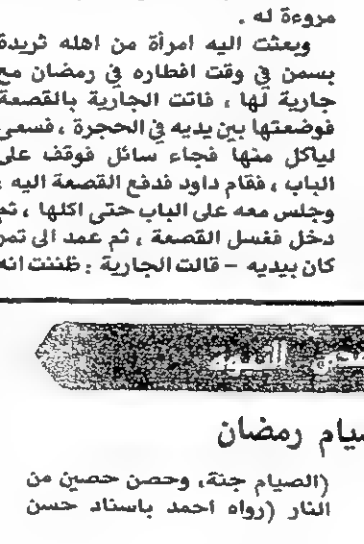 مروءة له .
وبعثت اليه امرأة من اهله ثريدة
بسمن في وقت افطاره في رمضان مع
جارية لها ، فاتت الجارية بالقصعة
فوضعتها بين يديه في الحجرة ، فسعى
لياكل منها فجاء سائل فوقف على
الباب ، فقام داود فدفع القصعة اليه ،
وجلس معه على الباب حتى اكلها ، ثم
دخل فغسل القصعة ، ثم عمد الى تمر
كان بيديه – قالت الجارية : ظننت انه
صيام رمضان
(الصيام جنة، وحصن حصين من
النار (رواه احمد باسناد حسن